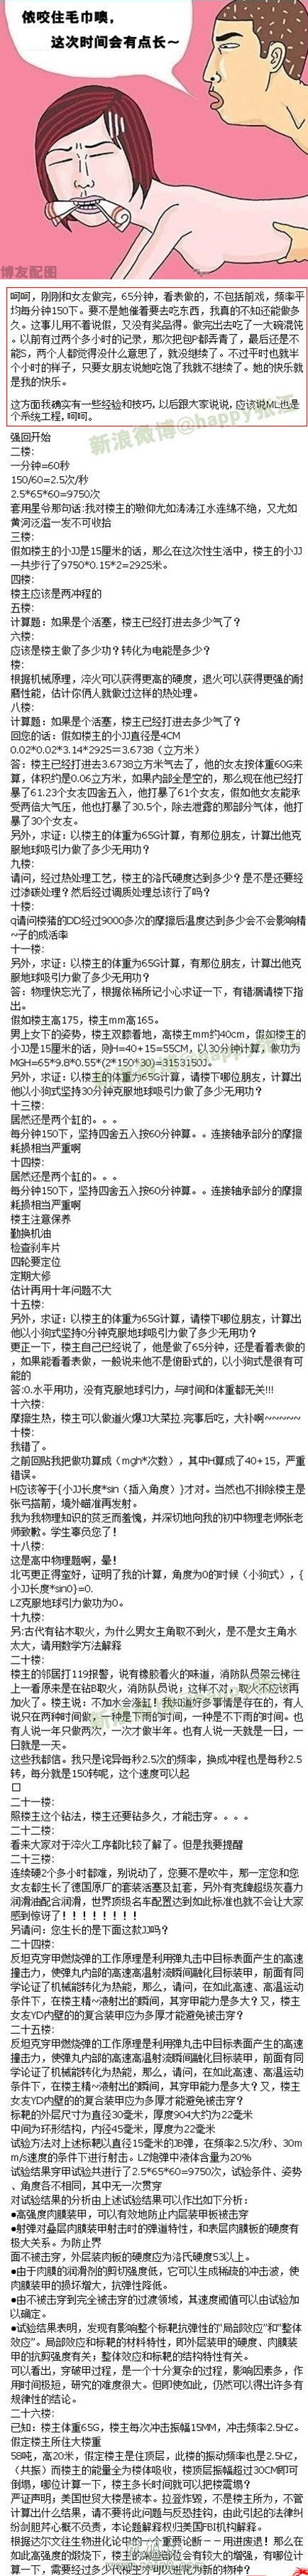 依咬住毛巾噢，
这次时间会有点长～
博友配图
呵呵，刚刚和女友做完，65分钟，看表做的，不包括前戏，频率平
均每分钟150下。要不是她催着要去吃东西，我真的不知还能做多
久。这事儿用不着说假，又没有奖品得。做完出去吃了一大碗混饨
。以前有过两个多小时的记录，那次把包P都弄青了，最后还是不
能S，两个人都觉得没什么意思了，就没继续了。不过平时也就半
个小时的样子，只要女朋友说她吃饱了我就不继续了。她的快乐就
是我的快乐。
这方面我确实有一些经验和技巧，以后跟大家说说，应该说ML也是
个系统工程，呵呵。
新浪微博@happy张江
强回开始
二楼：
一分钟=60秒
150/60=2.5次/秒
2.5*65*60=9750次
套用星爷那句话:我对楼主的敬仰尤如涛涛江水连绵不绝，又尤如
黄河泛滥一发不可收拾
三楼：
假如楼主的小JJ是15厘米的话，那么在这次性生活中，楼主的小JJ
一共步行了9750*0.15*2=2925米。
四楼：
楼主应该是两冲程的
五楼：
计算题：如果是个活塞，楼主已经打进去多少气了？
六楼：
应该是楼主做了多少功？转化为电能是多少？
楼：
根据机械原理，淬火可以获得更高的硬度，退火可以获得更强的耐
磨性能，估计你俩人就做过这样的热处理。
八楼：
计算题：如果是个活塞，楼主已经打进去多少气了？
回您的话：假如楼主的小JJ直径是4CM
0.02*0.02*3.14*2925=3.6738（立方米）
答：楼主已经打进去3.6738立方米气去了，他的女友按体重60G来
算，体积约是0.06立方米，如果内部全是空的，那么现在他已经打
暴了61.23个女友四舍五入，他打暴了61个女友，假如他女友能承
受两倍大气压，他也打暴了30.5个，除去泄露的那部分气体，他打
暴了30个女友。
另外，求证：以楼主的体重为65G计算，有那位朋友，计算出他克
服地球吸引力做了多少无用功？
九楼：
请问，经过热处理工艺，楼主的洛氏硬度达到多少？是不是还要经
过渗碳处理？然后经过调质处理总该行了吗？
十楼：
q请问楼猪的DD经过9000多次的摩擦后温度达到多少会不会影响精
~子的成活率
十一楼：
另外，求证：以楼主的体重为65G计算，有那位朋友，计算出他克
服地球吸引力做了多少无用功？
答：物理快忘光了，根据依稀所记小心求证一下，有错漏请楼下指
出。
假如楼主高175，楼主mm高165。
男上女下的姿势，楼主双膝着地，高楼主mm约40cm，假如楼主的
小JJ是15厘米的话，则H=40+15=55CM，以30分钟计算，做功为
MGH=65*9.8*0.55*(2*150*30)=3153150J。
另外，求证：以楼主的体重为65G计算，请楼下哪位朋友，计算出
他以小狗式坚持30分钟克服地球吸引力做了多少无用功？
十三楼：
居然还是两个缸的。。。
每分钟150下，坚持四舍五入按60分钟算。。连接轴承部分的摩擦
耗损相当严重啊
十四楼：
居然还是两个缸的。。。
每分钟150下，坚持四舍五入按60分钟算。。连接轴承部分的摩擦
耗损相当严重啊
楼主注意保养
勤换机油
检查刹车片
四轮要定位
定期大修
估计再用十年问题不大
十五楼：
另外，求证：以楼主的体重为65G计算，请楼下哪位朋友，计算出
他以小狗式坚持0分钟克服地球吸引力做了多少无用功？
更正一下，楼主自己已经说了，他是做了65分钟，还是看着表做的
，如果能看着表做，一般说来他不是俯卧式的，以小狗式是很有可
能的
答:0.水平用功，没有克服地球引力，与时间和体重都无关!!!
十六楼：
摩擦生热，楼主可以做道火爆JJ大菜拉.完事后吃，大补啊~~~~~
十楼：
我错了。
之前回贴我把做功算成（mgh*次数），其中H算成了40+15，严重
错误。
H应该等于{小JJ长度*sin（插入角度）}才对。当然也不排除楼主是
张弓搭箭，境外瞄准再发射。
我为我物理知识的贫乏而羞愧，并深切地向我的初中物理老师张老
师致歉。学生辜负您了！
十八楼：
这是高中物理题啊，晕！
北丐更正得蛮好，证明了我的计算，角度为0的时候（小狗式），{
小JJ长度*sin0}=0.
LZ克服地球引力做功为0。
十九楼：
另:古代有钻木取火，为什么男女主角取不到火，是不是女主角水
太大，请用数学方法解释
二十楼：
楼主的邻居打119报警，说有橡胶着火的味道，消防队员三云梯往
上一看原来是在钻B取火，消防队员说：加水！加水！取到火次再
加火了。楼主说：不加水会糊！像楼主这好多事情是存在的，有人
说只在两种时间做，一种是下雨的时间，一种是不下雨的时间。也
有人说一年只做两次，一次才做半年。也有人说一天就是一日，一
日就是一天。
这些我都信。我只是诧异每秒2.5次的频率，换成冲程也是每秒2.5
转，每分就是150转呢，这个速度可以起
口
二十一楼：
照楼主这个钻法，楼主还要钻多久，才能击穿。。。。
二十二楼：
看来大家对于淬火工序都比较了解了。但是我要提醒
二十三楼：
连续硬2个多小时都难，别说动了，您要不是吹牛，那一定您和您
女友都生长了德国原厂的套装活塞及缸套，另外有壳牌超级灰喜力
润滑油配合润滑，世界顶级名车配置达到如此标准也就不会让大家
感到惊讶了！！！！！！！！！
另请问：您生长的是下面这款JJ吗？
二十四楼：
反坦克穿甲燃烧弹的工作原理是利用弹丸击中目标表面产生的高速
撞击力，使弹丸内部的高速高温射浚瞬间融化目标装甲，前面有同
学论证了机械能转化为热能，那么，请问，在如此高速、高温运动
条件下，在楼主精~液射出的瞬间，其穿甲能力是多大？又，楼主
女友YD内壁的的复合装甲应为多厚才能避免被击穿？
二十五楼：
反坦克穿甲燃烧弹的工作原理是利用弹丸击中目标表面产生的高速
撞击力，使弹丸内部的高速高温射浚瞬间融化目标装甲，前面有同
学论证了机械能转化为热能，那么，请问，在如此高速、高温运动
条件下，在楼主精~液射出的瞬间，其穿甲能力是多大？又，楼主
女友YD内壁的的复合装甲应为多厚才能避免被击穿？
标靶的外层尺寸为直径30毫米，厚度904大约为22毫米
中间为环形结构，内径45毫米，厚度为22毫米
试验方法对上述标靶以直径15毫米的JB弹，在频率2.5次/秒、30m
m/s速度的条件下进行射击。LZ炮弹中液体含量为20%
试验结果穿甲试验共进行了2.5*65*60=9750次，试验条件、姿势
、角度各不相同，其中无一次贯穿
对试验结果的分析由上述试验结果可以作出如下分析：
●高强度肉膜装甲，可以有效地防止内层装甲板被击穿
●射弹对叠层肉膜装甲射击时的弹道特性，和表层肉膜板的硬度有
极大关系。为防止界
面不被击穿，外层装肉板的硬度应为洛氏硬度53以上。
●由于肉膜的润滑剂的剪切强度低，它可以生成稀疏的冲击波，使
肉膜装甲的损坏增大，抗弹性降低。
●由不被击穿到完全被击穿的过渡领域，其速度阈值可以由试验加
以确定。
●试验结果表明，发现有影响整个标靶抗弹性的"局部效应"和"整体
效应"。局部效应和标靶的材料特性，即外层装甲的硬度、肉膜装
甲的抗剪强度有关；整体效应和标靶的结构特性有关。
可以看出，穿破甲过程，是一个十分复杂的过程，影响因素多，作
用时间极短，研究的难度很大。但即使如此，仍然可以得出许多有
规律性的结论。
二十六楼：
已知：楼主体重65G，楼主每次冲击振幅15MM，冲击频率2.5HZ。
假定楼主所住大楼重
58吨，高20米，假定楼主是住顶层，此楼的振动频率也是2.5HZ，
（共振）而楼主的能量全为楼体吸收，楼顶层振幅超过30CM即可
倒塌，哪位计算一下，楼主多长时间就可以把楼震塌？
严证声明：美国世贸大楼是被本。拉登炸毁，不是楼主所为，不管
计算出什么结果，请不要将此问题与反恐挂钩，由此引起的法律纠
纷剑胆芹心概不负责，本论题解释权归美国FBI机构解释。
根据达尔文往生物进化论中的一个重要论断－－用进废退！那么在
如此高强度的煅烧下，楼主的这些部位会有较大的增强，有哪位计
算一下，需要经过多少代楼主方可以进化为新的物种？